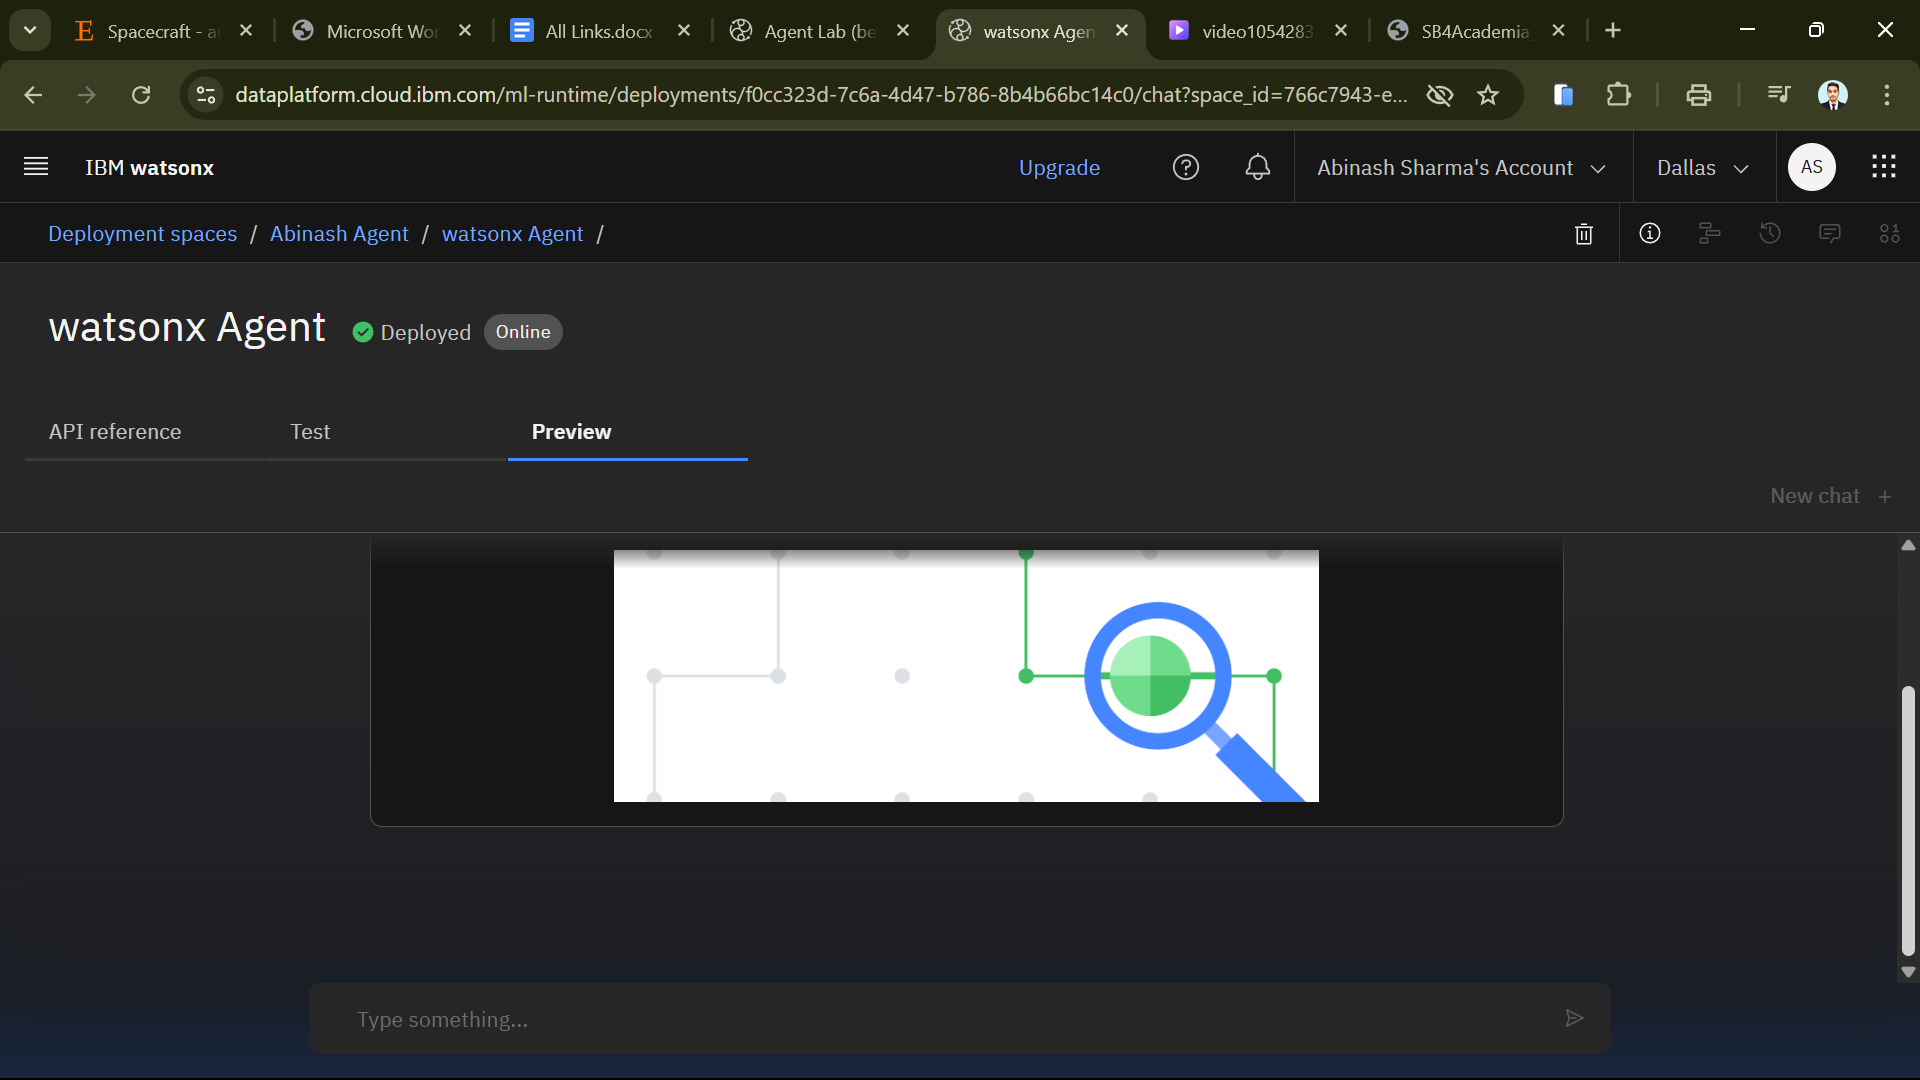 Spacecraft - a
Microsoft Wor
All Links.docx
Agent Lab (be
watsonx Agen
video1054283
SB4Academia
dataplatform.cloud.ibm.com/ml-runtime/deployments/f0cc323d-7c6a-4d47-b786-8b4b66bc14c0/chat?space_id=766c7943-e...
IBM watsonx
Upgrade
Abinash Sharma's Account
Dallas
AS
Deployment spaces / Abinash Agent / watsonx Agent /
watsonx Agent
Deployed
Online
API reference
Test
Preview
New chat +
Type something...